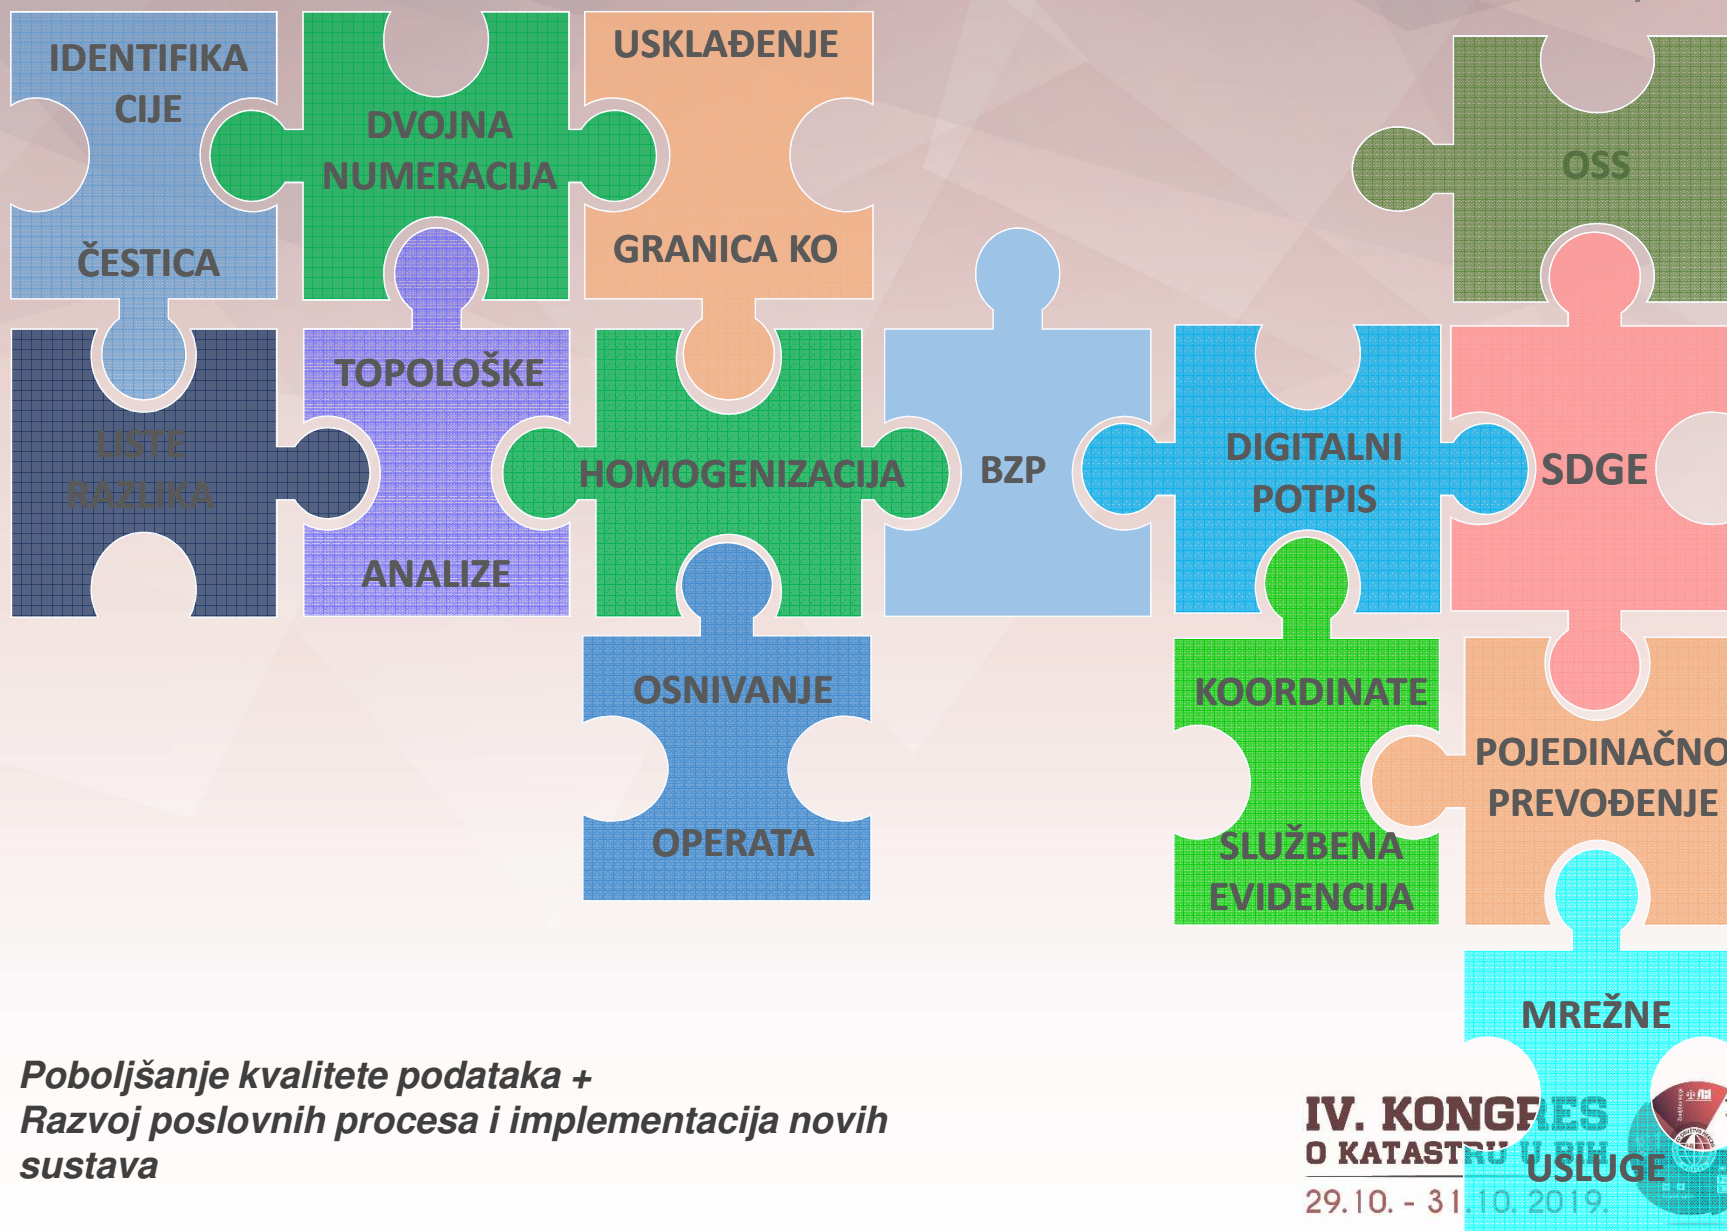 IDENTIFIKA
CIJE
ČESTICA
DVOJNA
NUMERACIJA
USKLAĐENJE
GRANICA KO
OSS
LISTE
RAZLIKA
TOPOLOŠKE
ANALIZE
HOMOGENIZACIJA
BZP
DIGITALNI
POTPIS
SDGE
OSNIVANJE
OPERATA
KOORDINATE
SLUŽBENA
EVIDENCIJA
POJEDINAČNO
PREVOĐENJE
MREŽNE
USLUGE
Poboljšanje kvalitete podataka +
Razvoj poslovnih procesa i implementacija novih
sustava
IV. KONGRES
O KATASTRU U BIH
29.10. - 31.10. 2019.